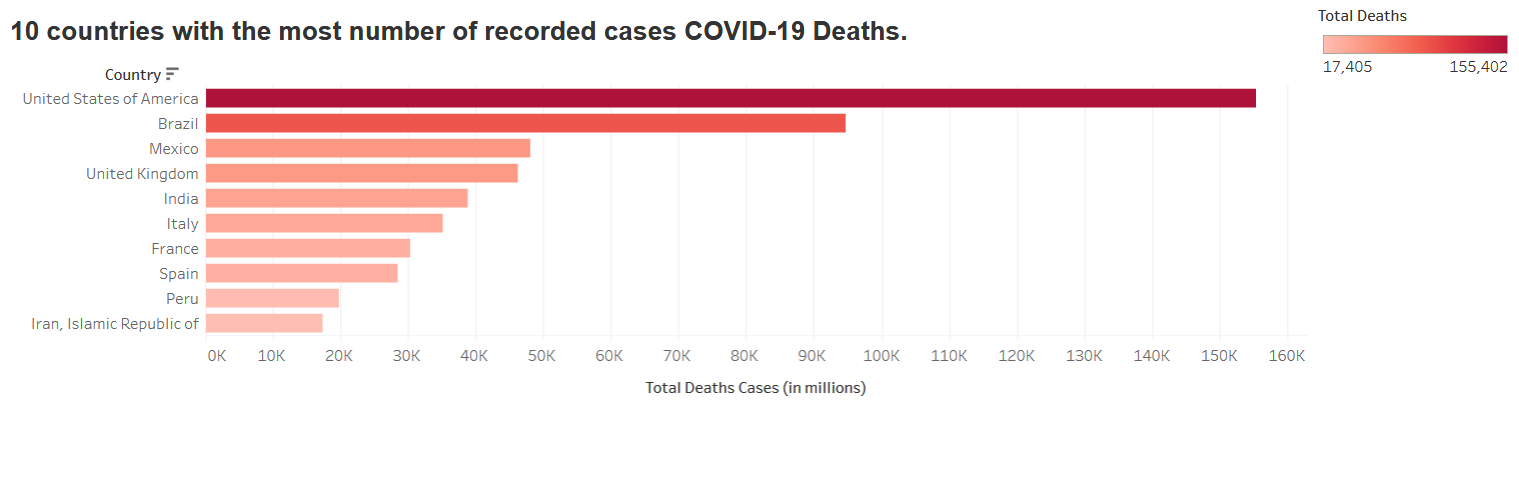 10 countries with the most number of recorded cases COVID-19 Deaths.
Total Deaths
17,405 155,402
Country
United States of America
Brazil
Mexico
United Kingdom
India
Italy
France
Spain
Peru
Iran, Islamic Republic of
0K 10K 20K 30K 40K 50K 60K 70K 80K 90K 100K 110K 120K 130K 140K 150K 160K
Total Deaths Cases (in millions)